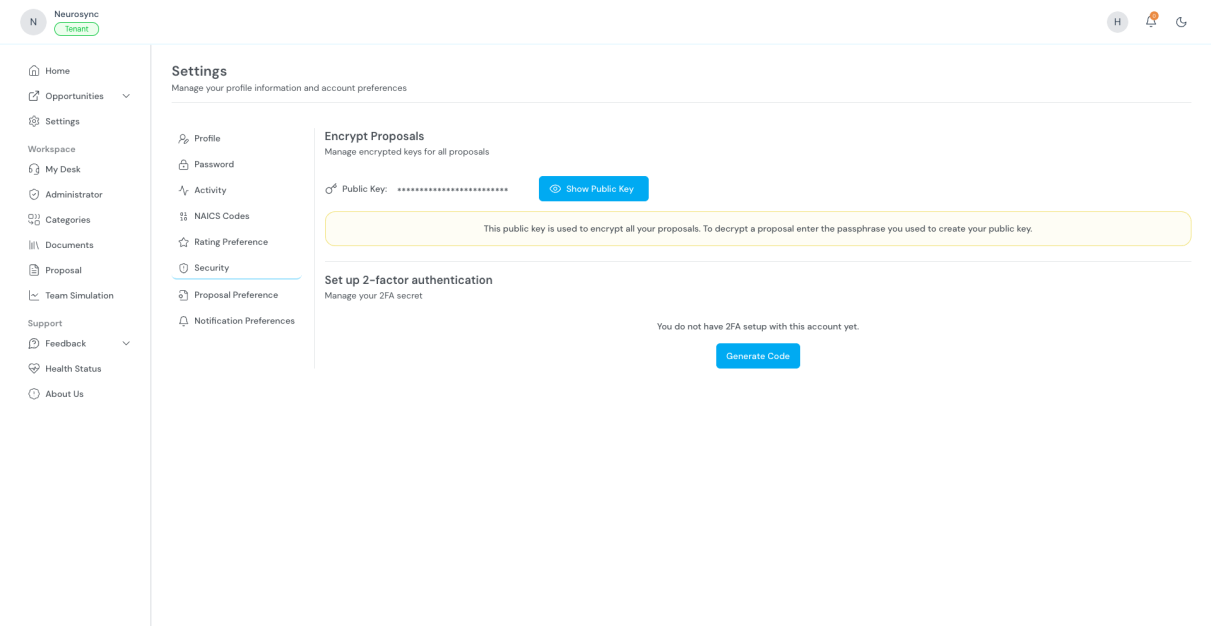 N
Neurosync
Tenant
H
Home
Opportunities
Settings
Workspace
My Desk
Administrator
Categories
Documents
Proposal
Team Simulation
Support
Feedback
Health Status
About Us
Settings
Manage your profile information and account preferences
Profile
Password
Activity
NAICS Codes
Rating Preference
Security
Proposal Preference
Notification Preferences
Encrypt Proposals
Manage encrypted keys for all proposals
Public Key: ************************* Show Public Key
This public key is used to encrypt all your proposals. To decrypt a proposal enter the passphrase you used to create your public key.
Set up 2-factor authentication
Manage your 2FA secret
You do not have 2FA setup with this account yet.
Generate Code